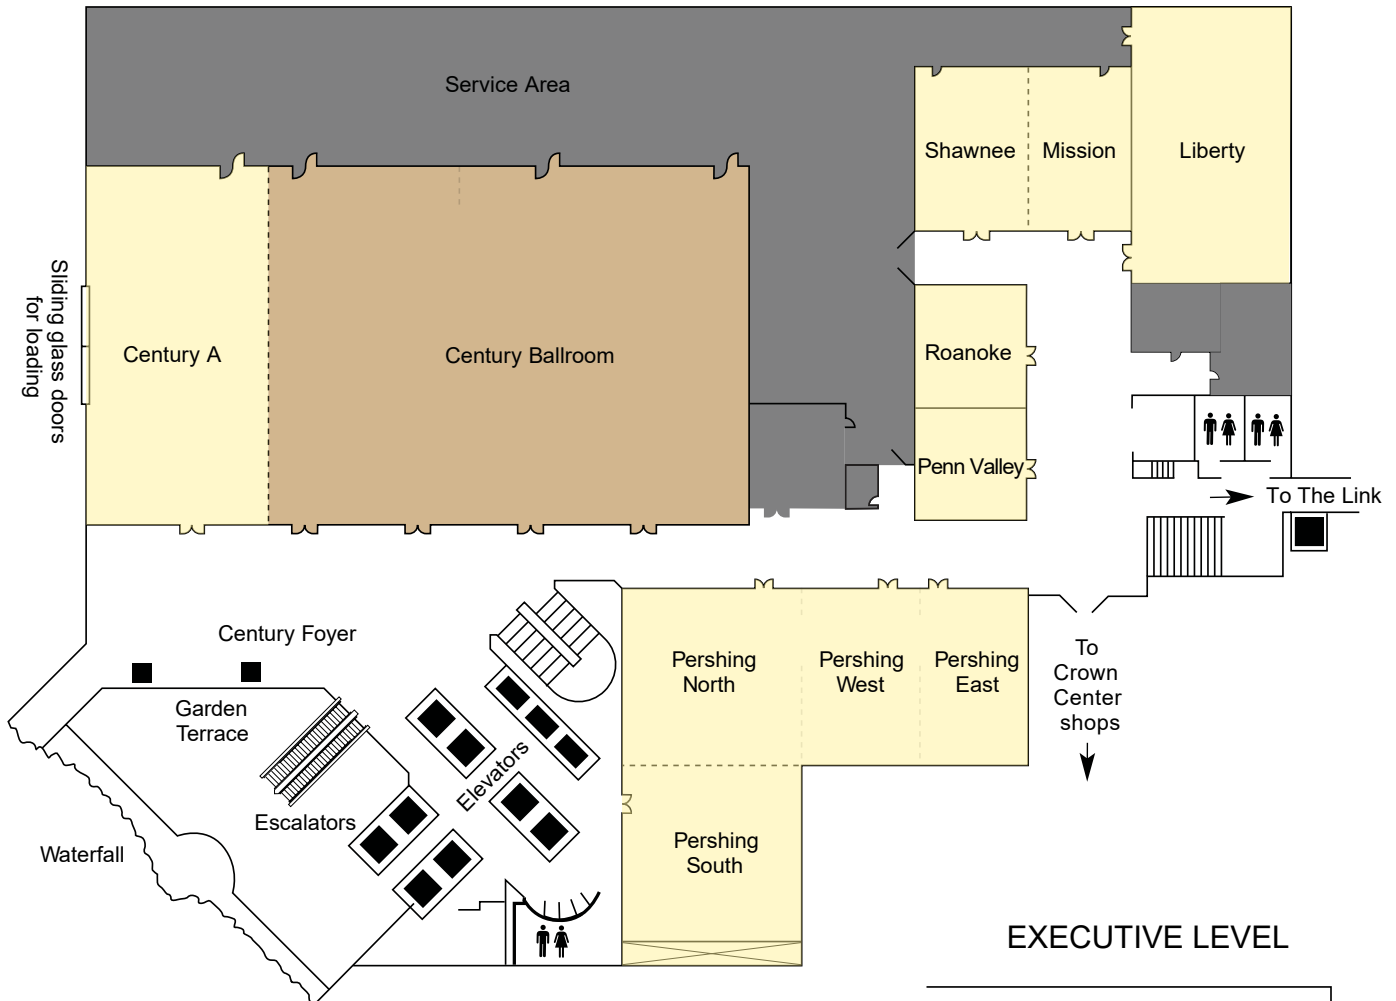 Service Area
Shawnee
Mission
Liberty
Sliding glass doors
for loading
Century A
Century Ballroom
Roanoke
Penn Valley
To The Link
Century Foyer
Pershing
North
Pershing
West
Pershing
East
To
Crown
Center
shops
Garden
Terrace
Elevators
Escalators
Waterfall
Pershing
South
EXECUTIVE LEVEL